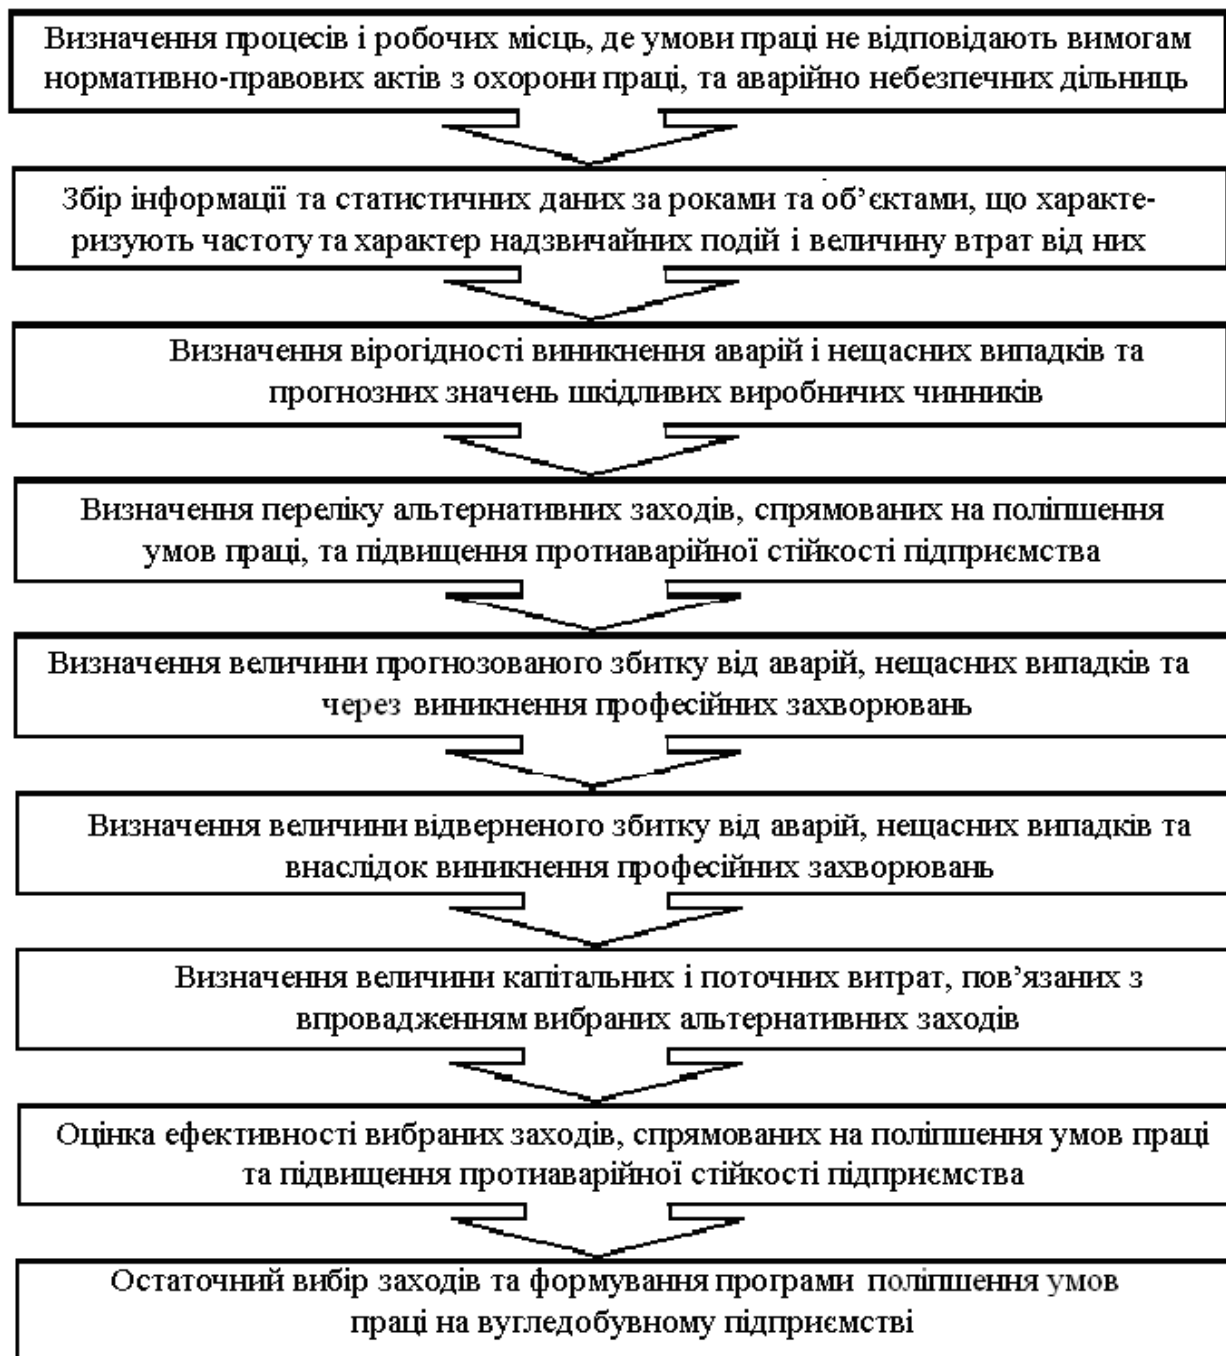 Визначення процесів і робочих місць, де умови праці не відповідають вимогам
нормативно-правових актів з охорони праці, та аварійно небезпечних дільниць
Збір інформації та статистичних даних за роками та об’єктами, що характе-
ризують частоту та характер надзвичайних подій і величину втрат від них
Визначення вірогідності виникнення аварій і нещасних випадків та
прогнозних значень шкідливих виробничих чинників
Визначення переліку альтернативних заходів, спрямованих на поліпшення
умов праці, та підвищення протиаварійної стійкості підприємства
Визначення величини прогнозованого збитку від аварій, нещасних випадків та
через виникнення професійних захворювань
Визначення величини відверненого збитку від аварій, нещасних випадків та
внаслідок виникнення професійних захворювань
Визначення величини капітальних і поточних витрат, пов’язаних з
впровадженням вибраних альтернативних заходів
Оцінка ефективності вибраних заходів, спрямованих на поліпшення умов праці
та підвищення протиаварійної стійкості підприємства
Остаточний вибір заходів та формування програми поліпшення умов
праці на вугледобувному підприємстві